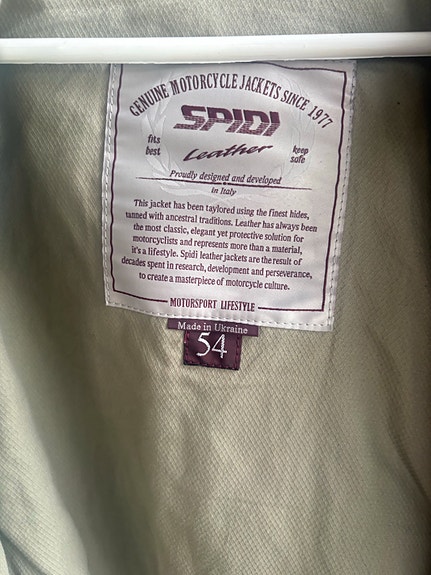 GENUINE MOTORCYCLE JACKETS SINCE 1977
SPIDI
fits best
Leather
keep safe
Proudly designed and developed
in Italy
This jacket has been taylored using the finest hides,
tanned with ancestral traditions. Leather has always been
the most classic, elegant yet protective solution for
motorcyclists and represents more than a material,
it's a lifestyle. Spidi leather jackets are the result of
decades spent in research, development and perseverance,
to create a masterpiece of motorcycle culture.
MOTORSPORT LIFESTYLE
Made in Ukraine
54